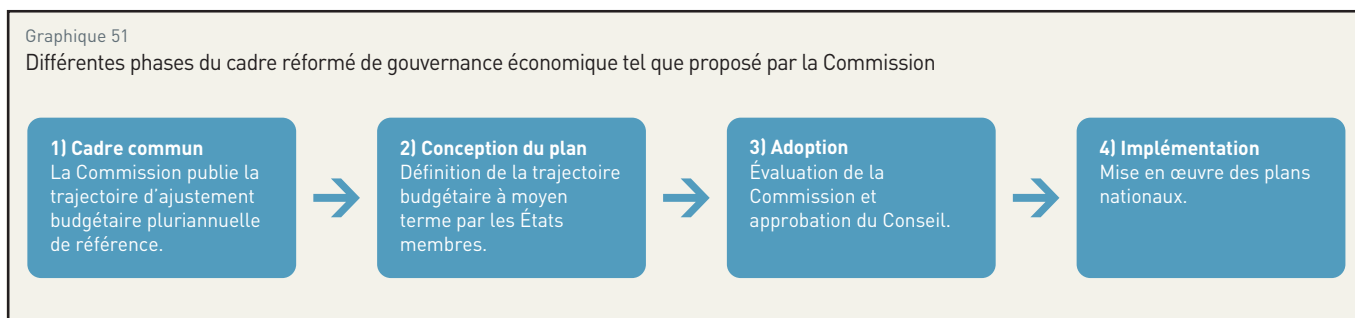 Graphique 51
Différentes phases du cadre réformé de gouvernance économique tel que proposé par la Commission
1) Cadre commun
La Commission publie la
trajectoire d'ajustement
budgétaire pluriannuelle
de référence.
2) Conception du plan
Définition de la trajectoire
budgétaire à moyen
terme par les États
membres.
3) Adoption
Évaluation de la
Commission et
approbation du Conseil.
4) Implémentation
Mise en œuvre des plans
nationaux.